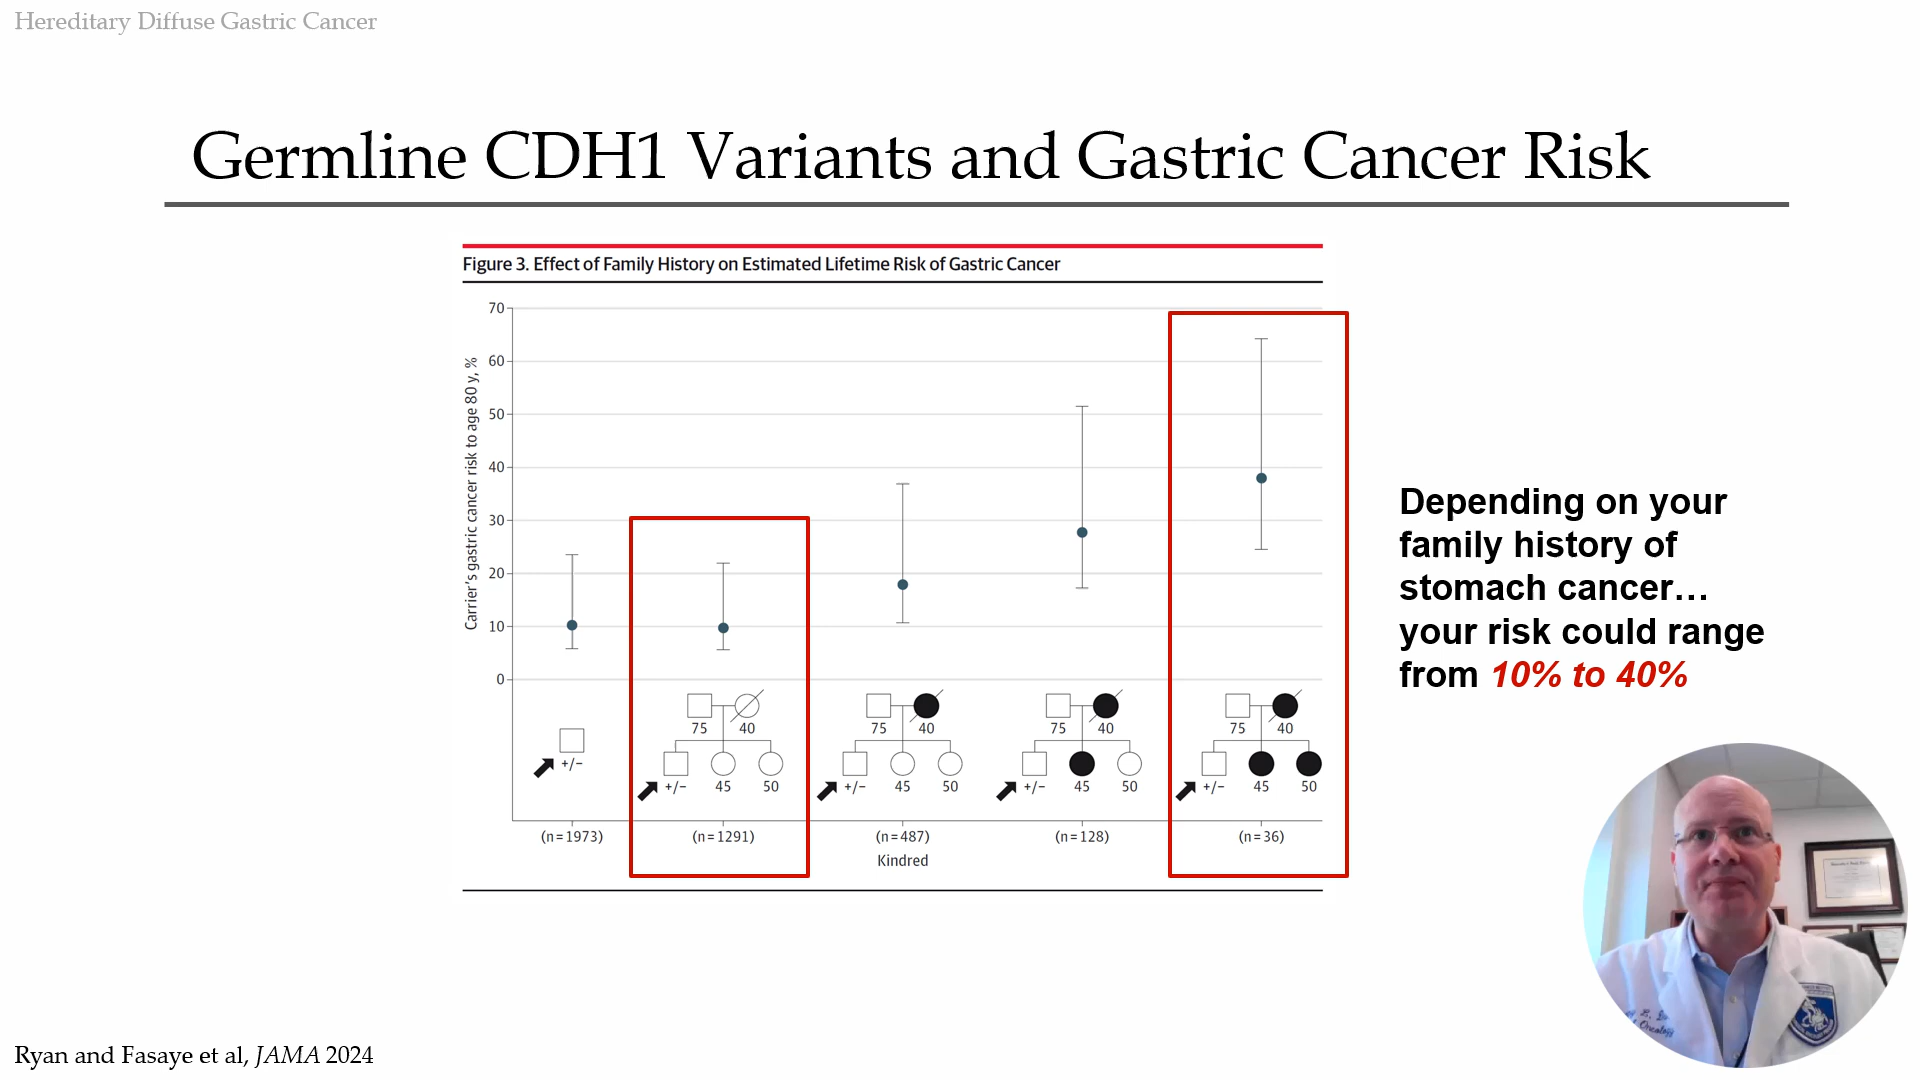 Hereditary Diffuse Gastric Cancer
Germline CDH1 Variants and Gastric Cancer Risk
Figure 3. Effect of Family History on Estimated Lifetime Risk of Gastric Cancer
Carrier's gastric cancer risk to age 80 y, %
70
60
50
40
30
20
10
0
75 40 75 40 75 40 75 40
+/−
+/− 45 50 +/− 45 50 +/− 45 50 +/− 45 50
(n=1973) (n=1291) (n=487) (n=128) (n=36)
Kindred
Depending on your
family history of
stomach cancer…
your risk could range
from 10% to 40%
Oncology
Ryan and Fasaye et al, JAMA 2024